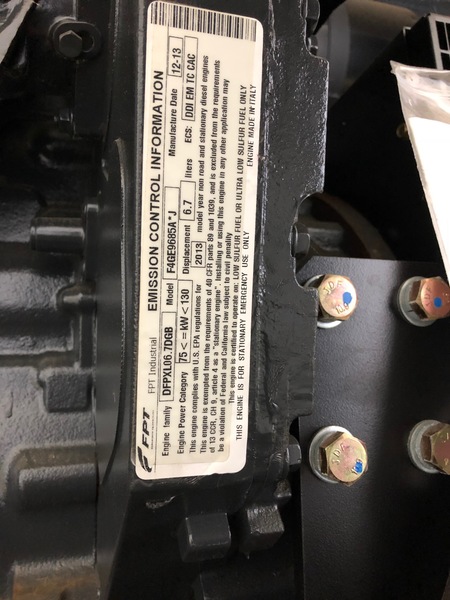 FPT
FPT Industrial
EMISSION CONTROL INFORMATION
Engine family DFPXL06.7DGB Model F4GE9685A*J Manufacture Date 12-13
Engine Power Category 75<=kW<130 Displacement 6.7 liters ECS: DDI EM TC CAC
This engine complies with U.S. EPA regulations for 2013 model year non road and stationary diesel engines
This engine is exempted from the requirements of 40 CFR parts 89 and 1039, and is excluded from the requirements
of 13 CCR, CH 9, article 4 as a "stationary engine". Installing or using this engine in any other application may
be a violation of Federal and California law subject to civil penalty
This engine is certified to operate on: LOW SULFUR FUEL OR ULTRA LOW SULFUR FUEL ONLY
THIS ENGINE IS FOR STATIONARY EMERGENCY USE ONLY ENGINE MADE IN ITALY